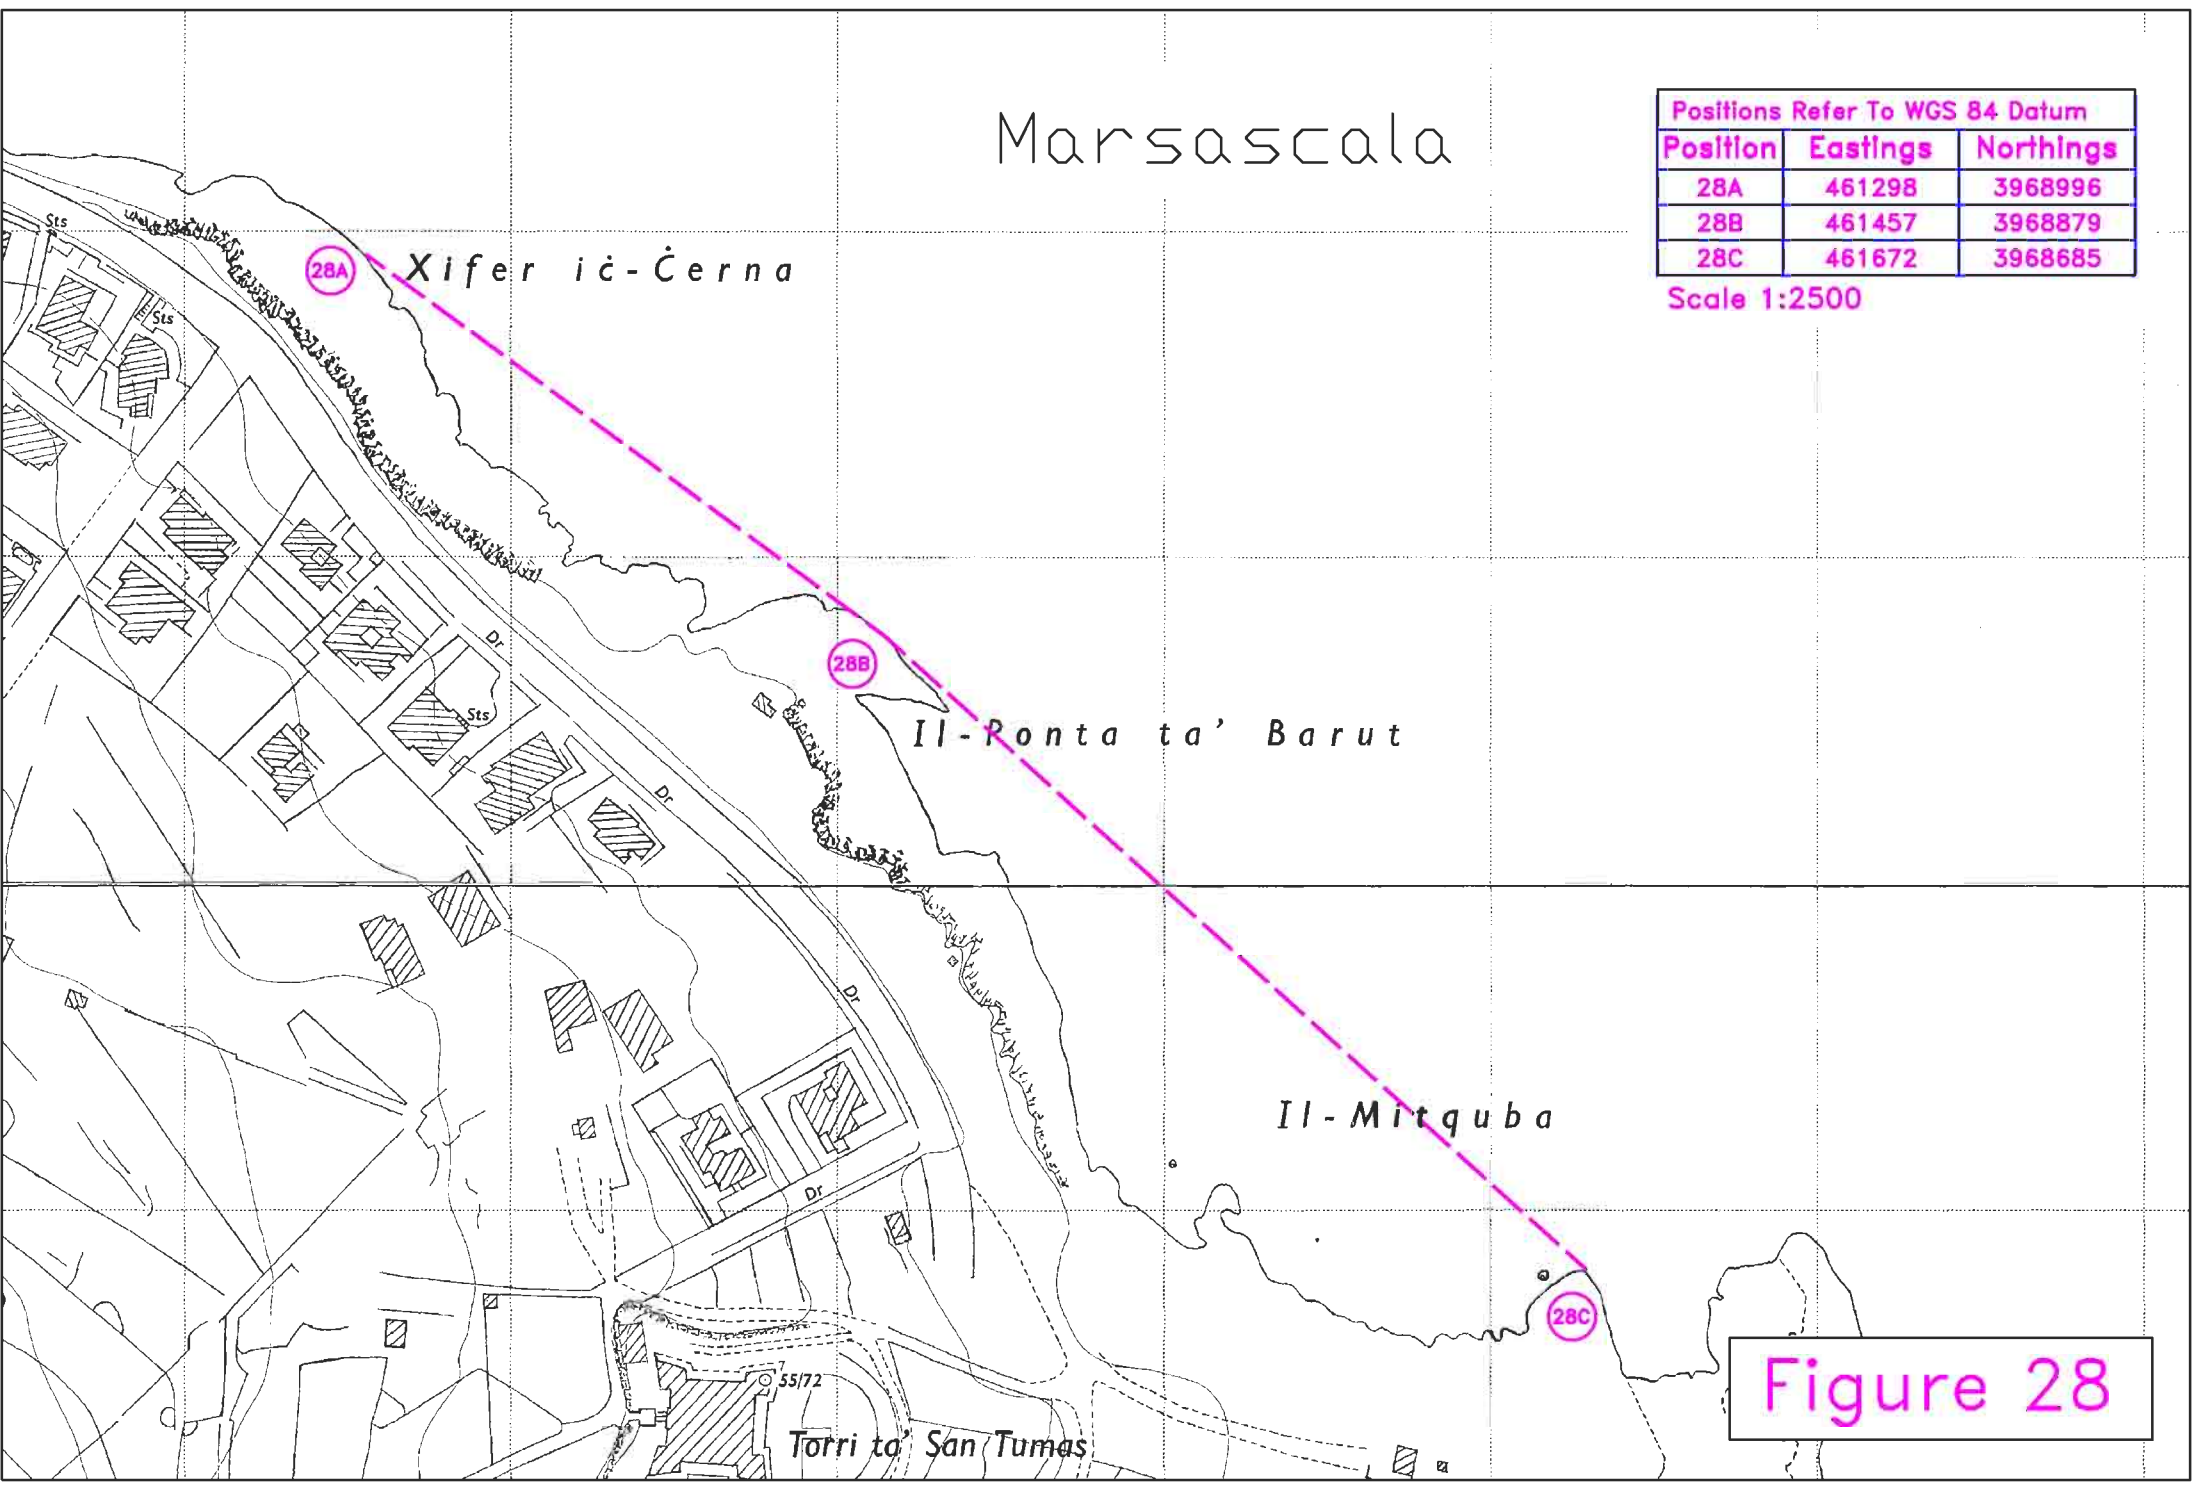 Marsascala
Positions Refer To WGS 84 Datum
Position Eastings Northings
28A 461298 3968996
28B 461457 3968879
28C 461672 3968685
Scale 1:2500
Sts
28A
Xifer iċ-Ċerna
Sts
Dr
28B
Sts
Il-Ponta ta' Barut
Dr
Dr
Il-Mitquba
Dr
28C
55/72
Figure 28
Torri ta' San Tumas